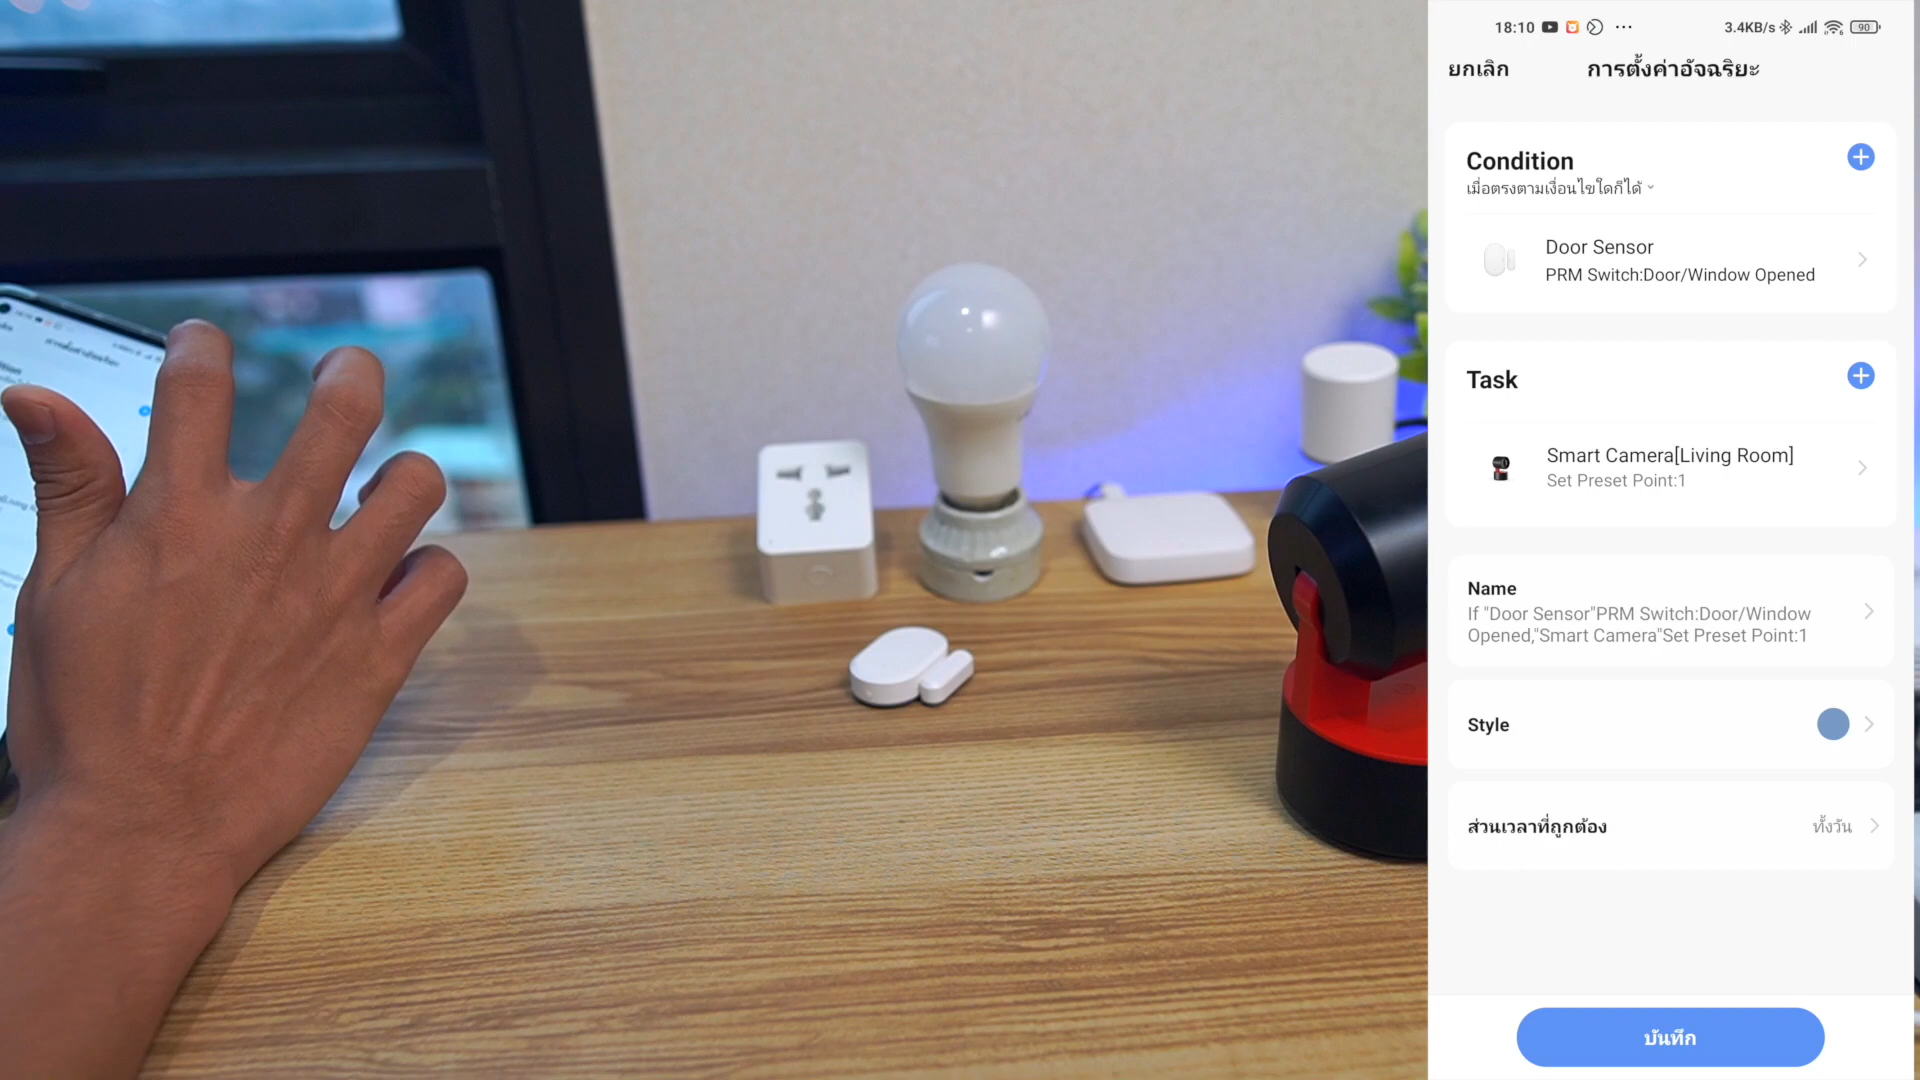 18:10 ... 3.4KB/s 90
ยกเลิก การตั้งค่าอัจฉริยะ
Condition
เมื่อตรงตามเงื่อนไขใดก็ได้
Door Sensor
PRM Switch:Door/Window Opened
Task
Smart Camera[Living Room]
Set Preset Point:1
Name
If "Door Sensor"PRM Switch:Door/Window
Opened,"Smart Camera"Set Preset Point:1
Style
ส่วนเวลาที่ถูกต้อง ทั้งวัน
บันทึก